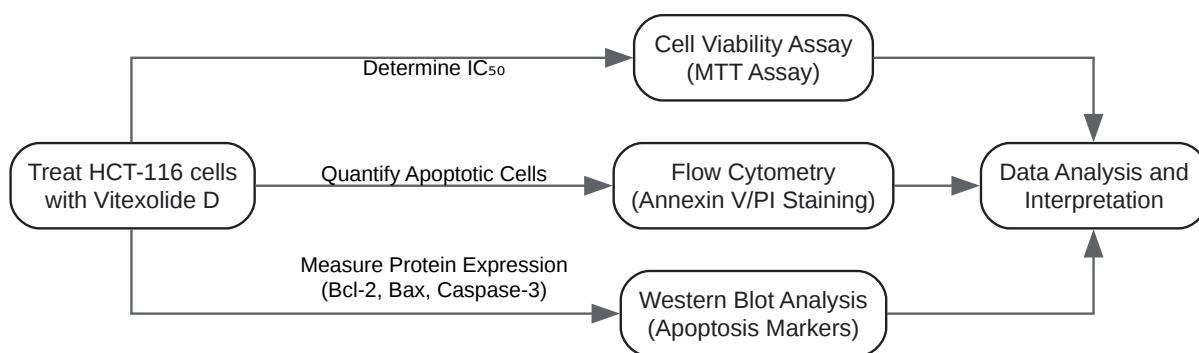 Cell Viability Assay
(MTT Assay)
Determine IC₅₀
Treat HCT-116 cells
with Vitexolide D
Quantify Apoptotic Cells
Flow Cytometry
(Annexin V/PI Staining)
Data Analysis and
Interpretation
Measure Protein Expression
(Bcl-2, Bax, Caspase-3)
Western Blot Analysis
(Apoptosis Markers)